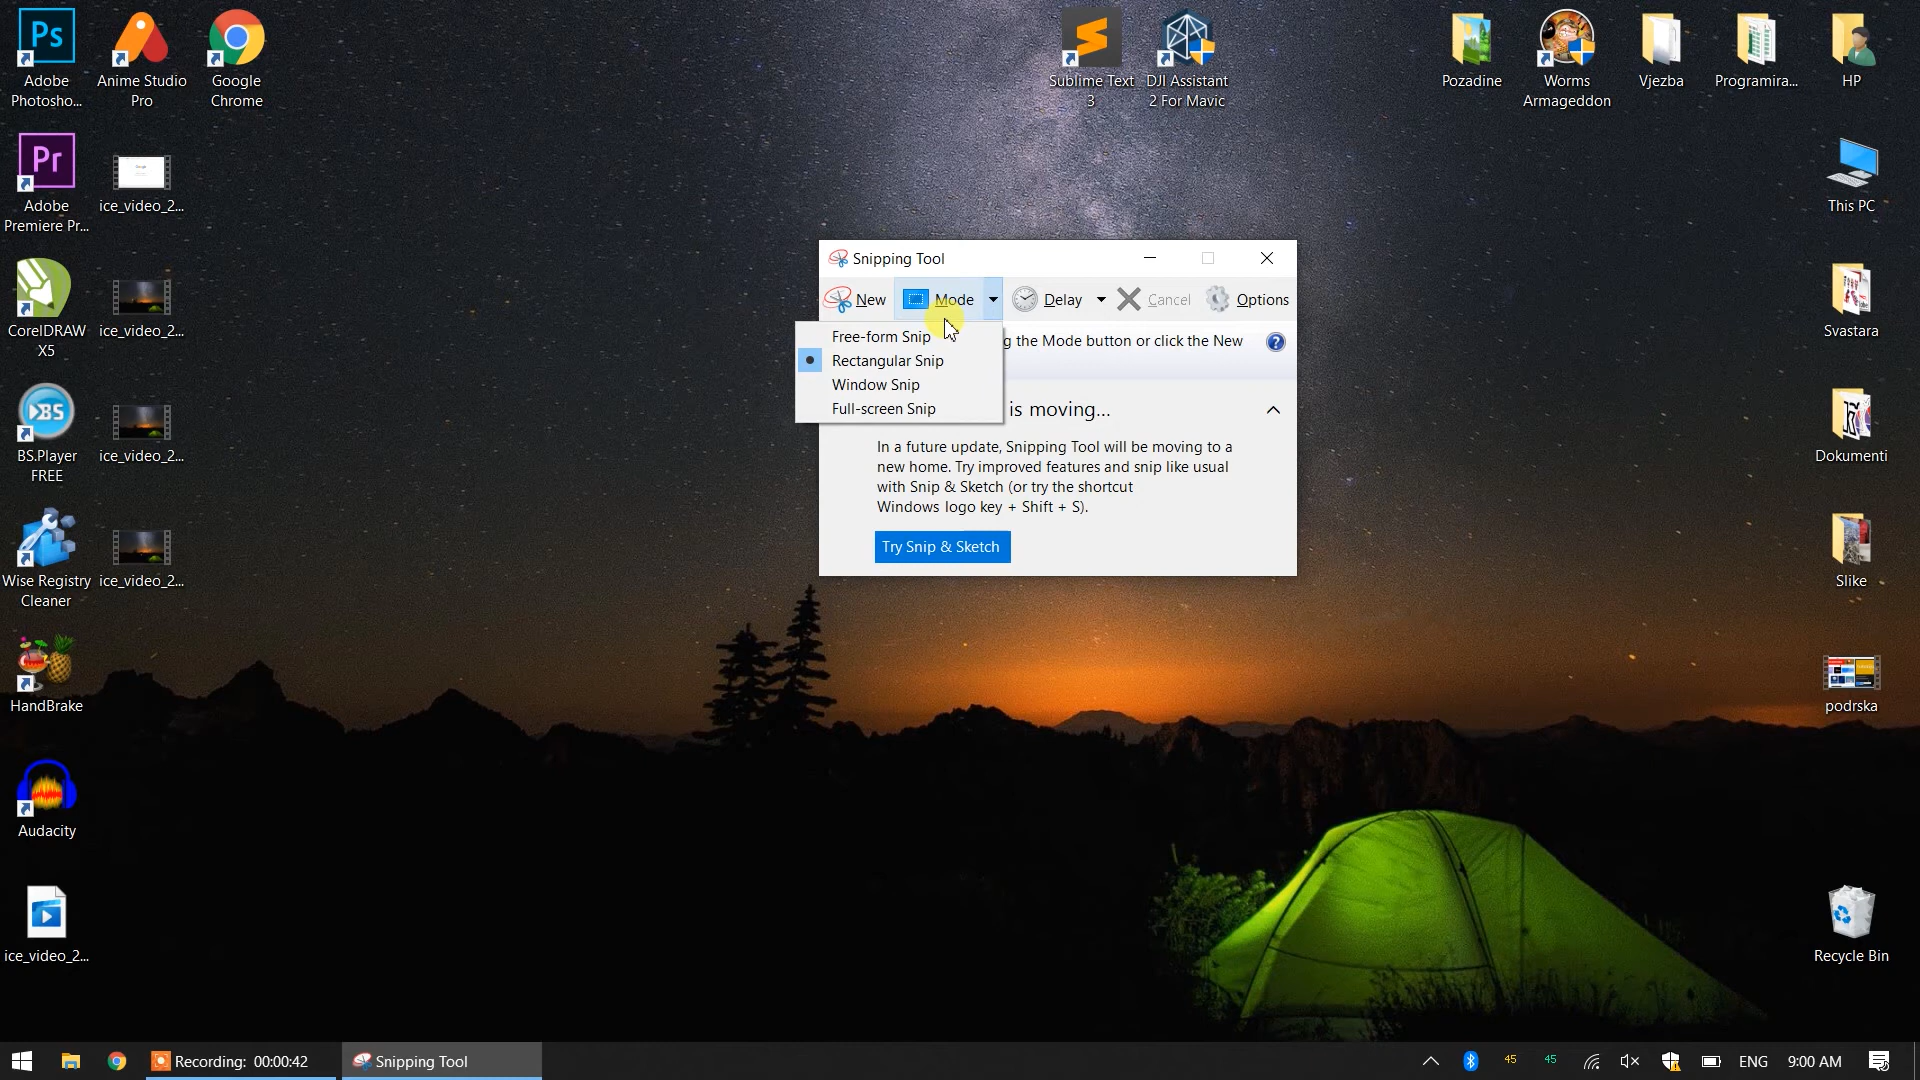 Ps
Adobe
Photosho...
Anime Studio
Pro
Google
Chrome
Sublime Text
3
DJI Assistant
2 For Mavic
Pozadine
Worms
Armageddon
Vjezba
Programira...
HP
Pr
Adobe
Premiere Pr...
ice_video_2...
This PC
CorelDRAW
X5
ice_video_2...
Svastara
BS
BS.Player
FREE
ice_video_2...
Dokumenti
Wise Registry
Cleaner
ice_video_2...
Slike
HandBrake
podrska
Audacity
ice_video_2...
Recycle Bin
Snipping Tool
New
Mode
Delay
Cancel
Options
Free-form Snip
Rectangular Snip
Window Snip
Full-screen Snip
g the Mode button or click the New
is moving...
In a future update, Snipping Tool will be moving to a
new home. Try improved features and snip like usual
with Snip & Sketch (or try the shortcut
Windows logo key + Shift + S).
Try Snip & Sketch
Recording: 00:00:42
Snipping Tool
45
45
ENG
9:00 AM